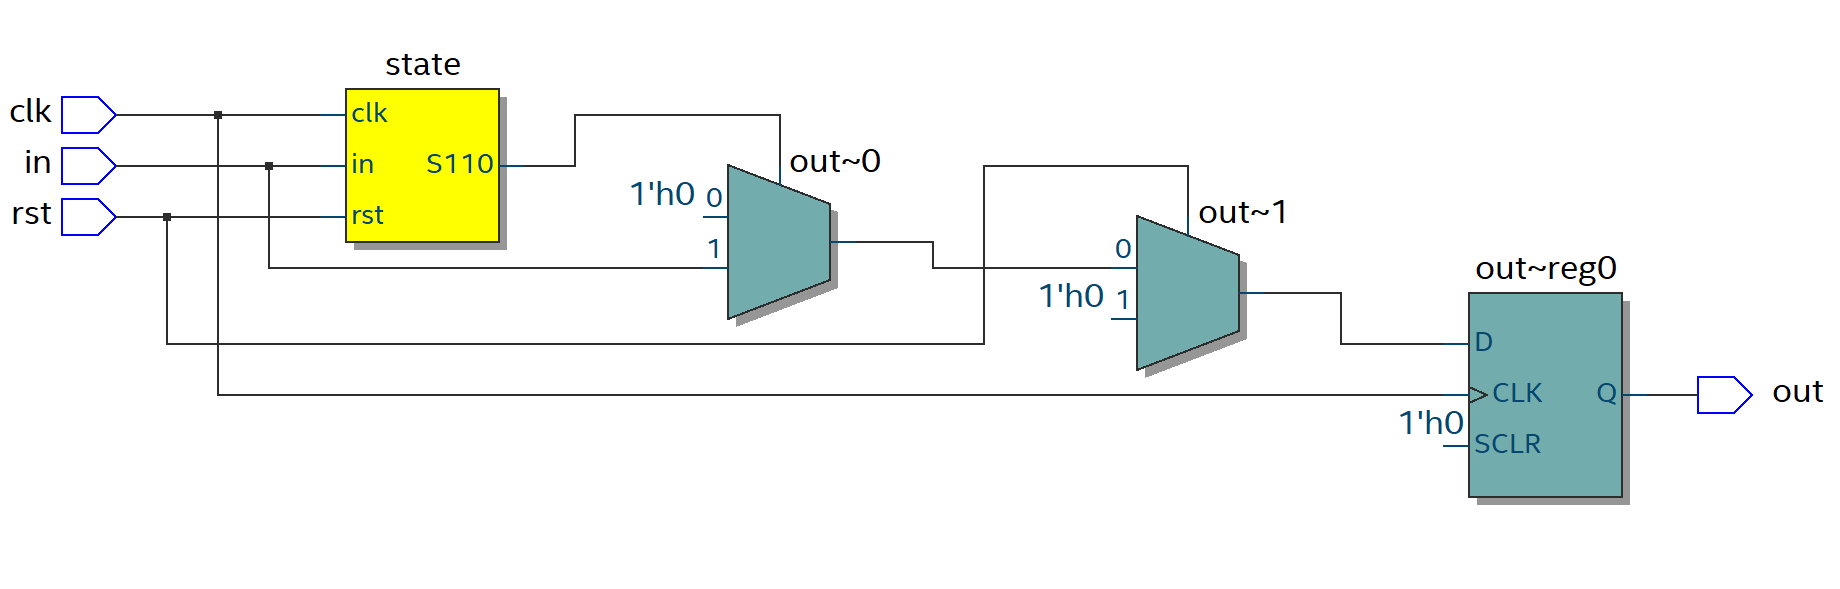 state
clk
in
rst
clk
in
rst
S110
out~0
1'h0
0
1
out~1
0
1'h0
1
out~reg0
D
CLK
1'h0
SCLR
Q
out